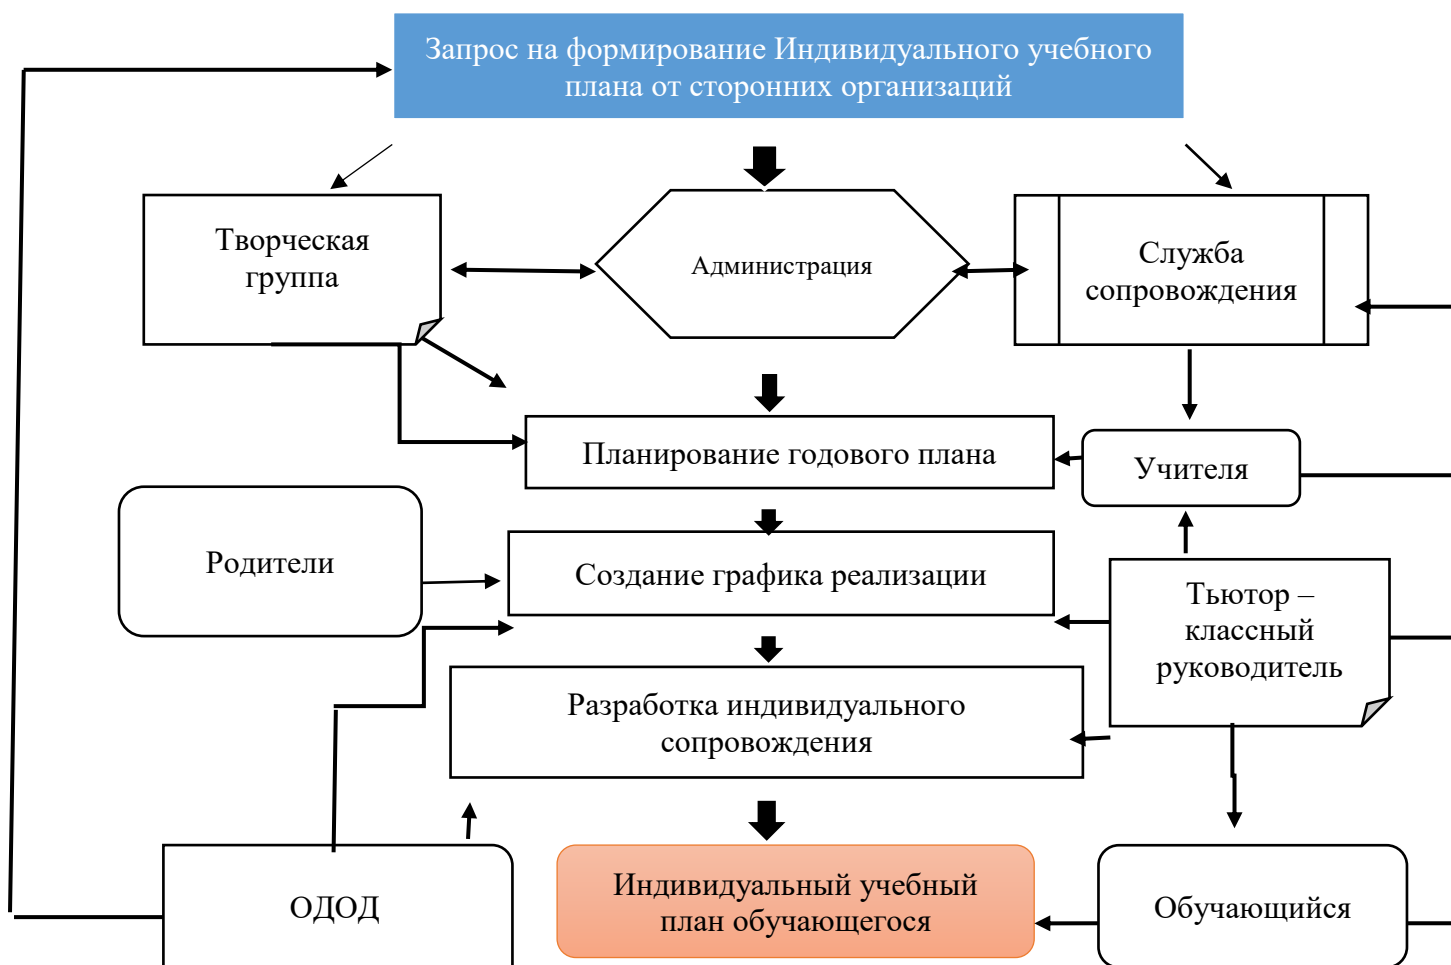 Запрос на формирование Индивидуального учебного
плана от сторонних организаций
Творческая
группа
Администрация
Служба
сопровождения
Планирование годового плана
Учителя
Родители
Создание графика реализации
Тьютор –
классный
руководитель
Разработка индивидуального
сопровождения
ОДОД
Индивидуальный учебный
план обучающегося
Обучающийся